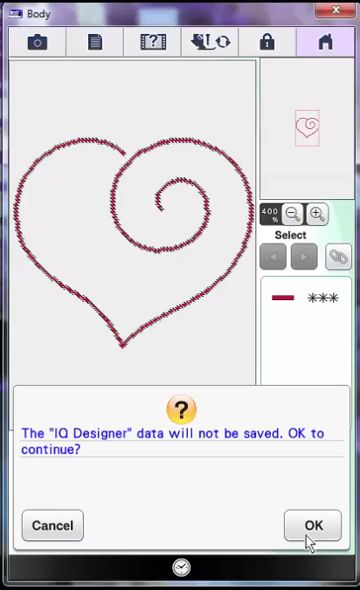 Body
400
%
Select
The "IQ Designer" data will not be saved. OK to
continue?
Cancel
OK